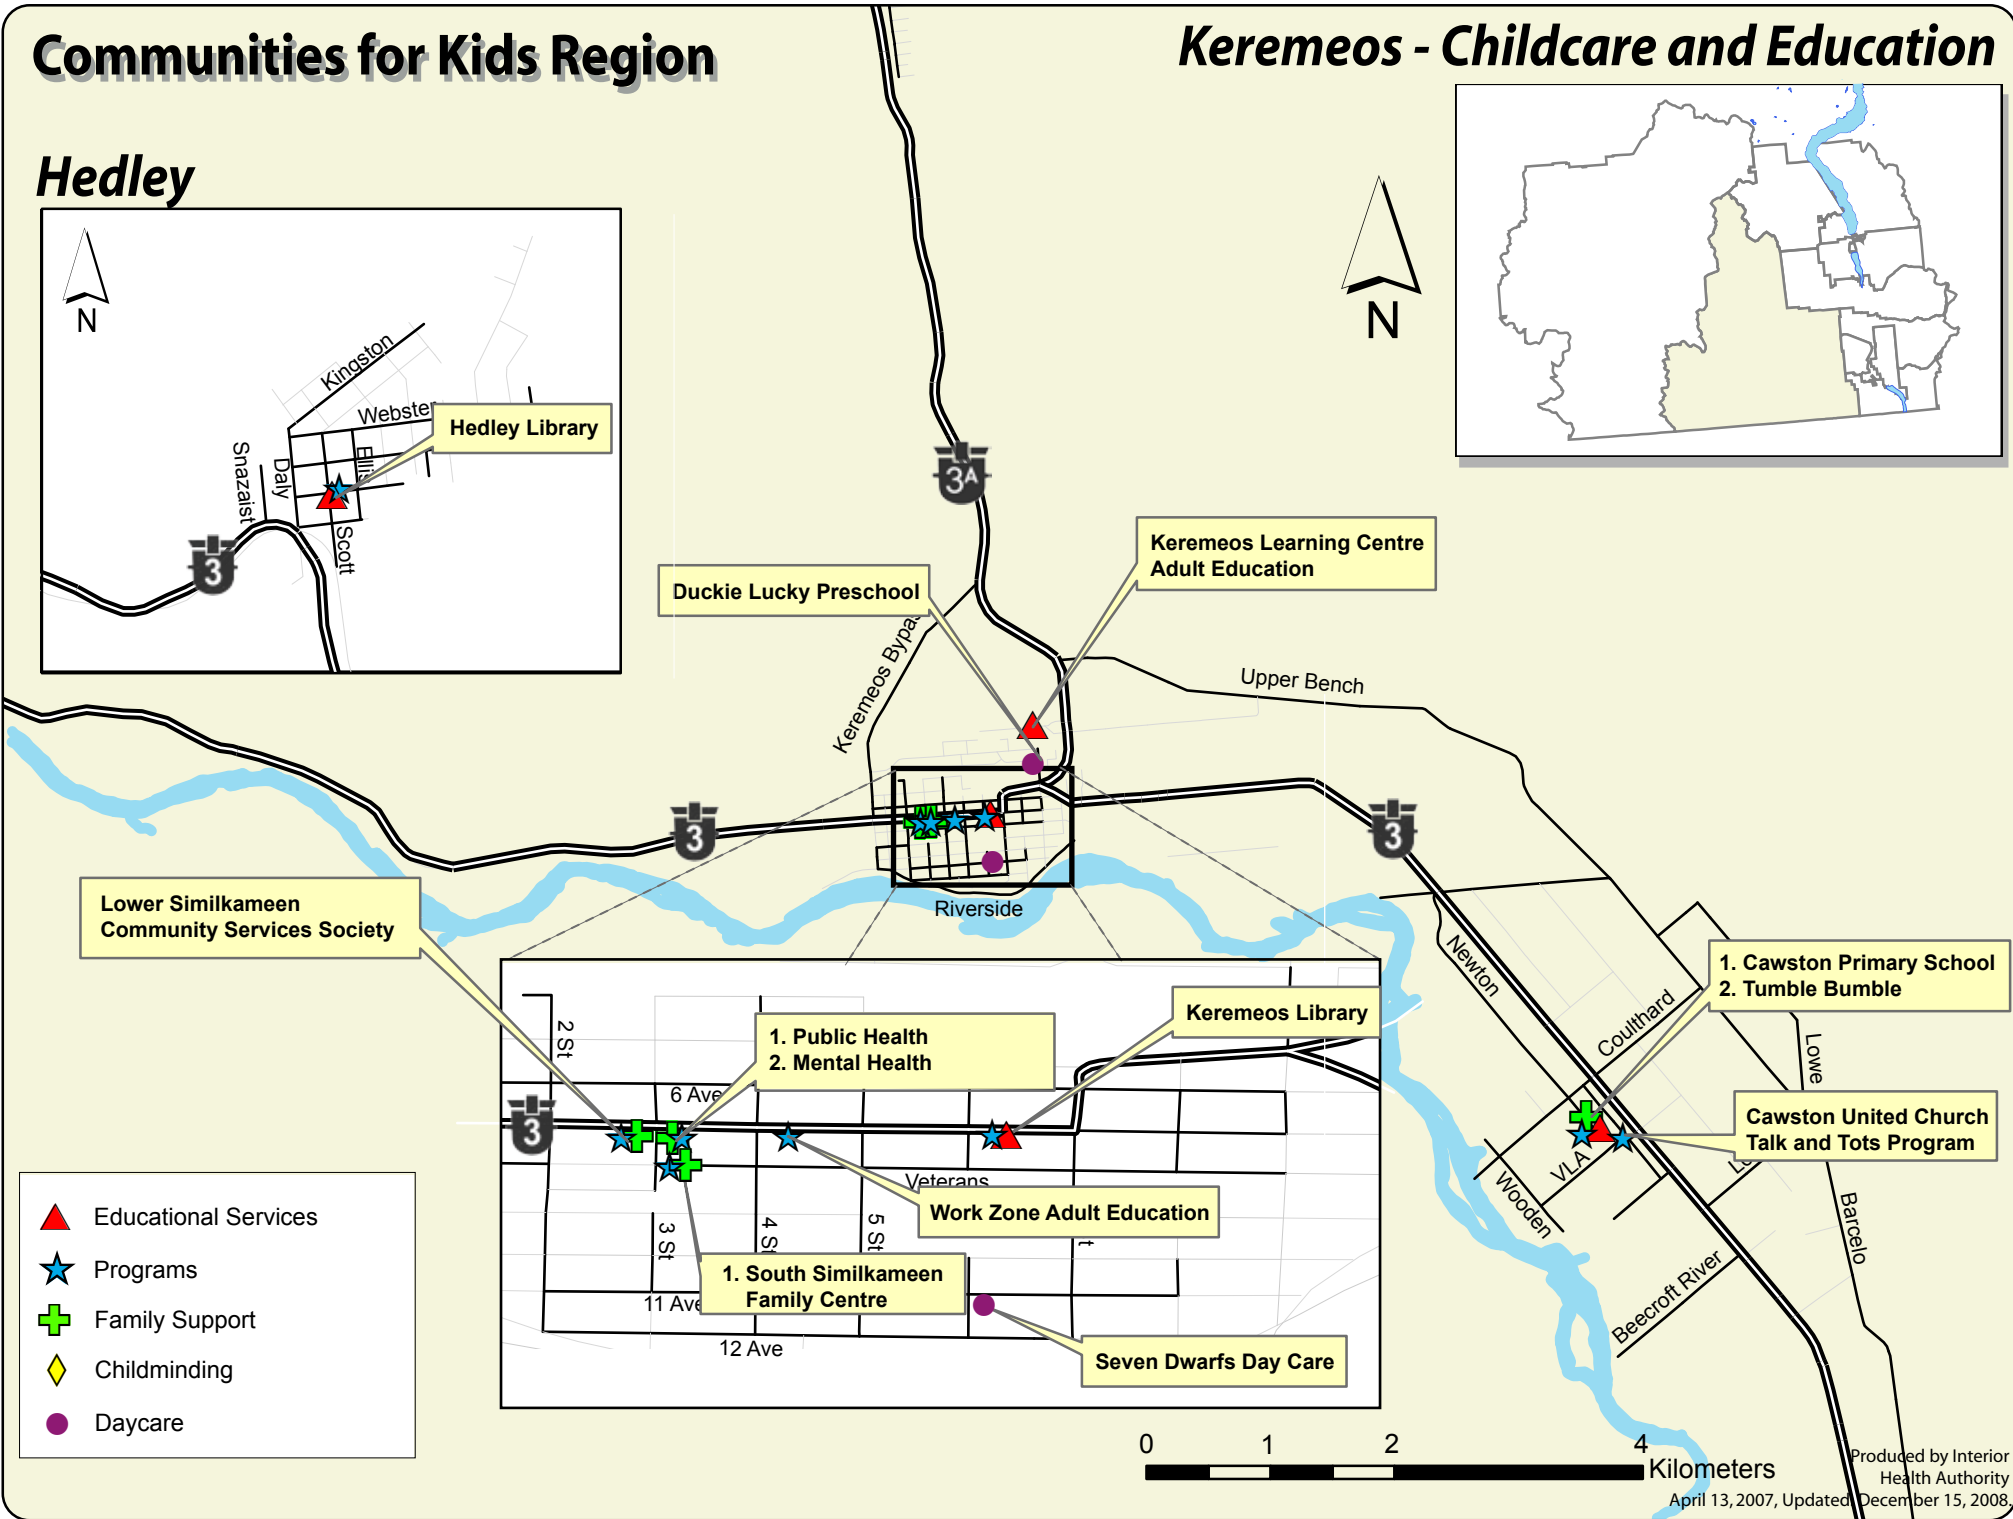 Communities for Kids Region
Keremeos - Childcare and Education
Hedley
N
Kingston
Webster
Hedley Library
Snazaist
Daly
Ellis
Scott
3
N
3A
Keremeos Learning Centre
Adult Education
Duckie Lucky Preschool
Keremeos Bypas
Upper Bench
3
3
Riverside
Lower Similkameen
Community Services Society
Newton
1. Cawston Primary School
2. Tumble Bumble
Coulthard
Lowe
Cawston United Church
Talk and Tots Program
VLA
Lo
Wooden
Barcelo
Beecroft River
2 St
1. Public Health
2. Mental Health
Keremeos Library
6 Ave
3
Veterans
Work Zone Adult Education
3 St
4 St
5 St
t
1. South Similkameen
Family Centre
11 Ave
12 Ave
Seven Dwarfs Day Care
Educational Services
Programs
Family Support
Childminding
Daycare
0 1 2 4
Kilometers
Produced by Interior
Health Authority
April 13, 2007, Updated December 15, 2008.